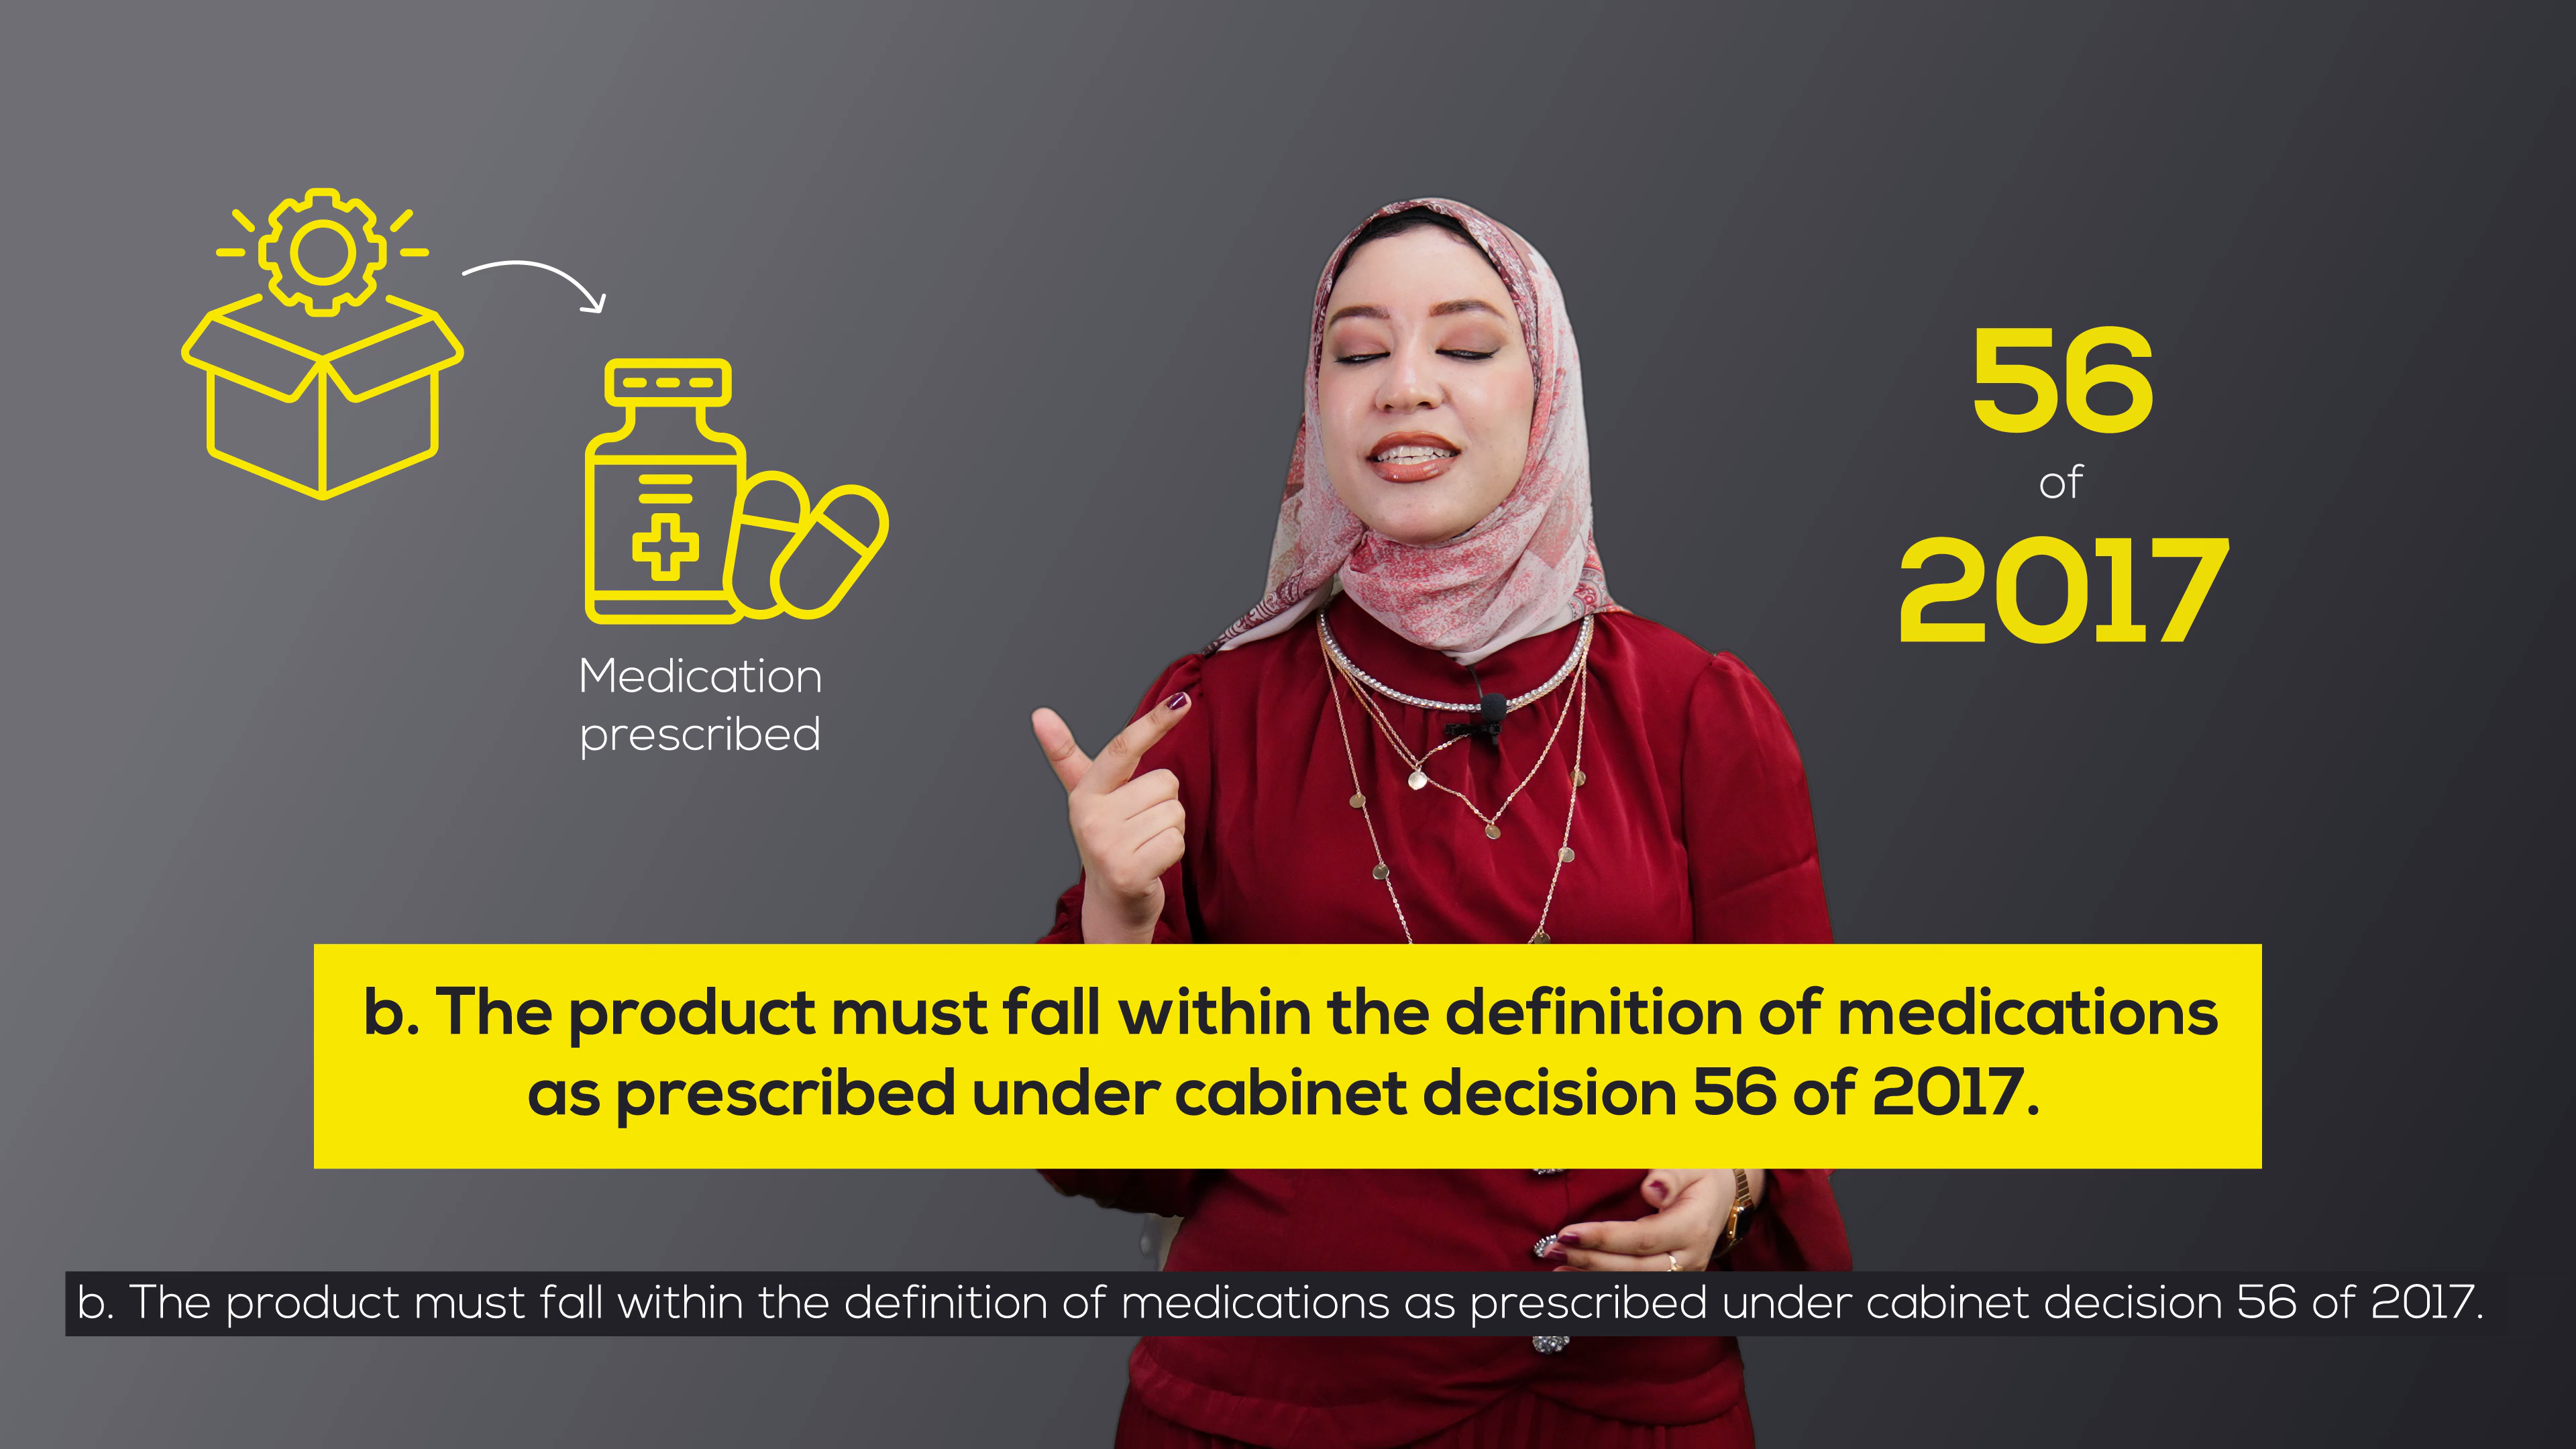 Medication
prescribed
56
of
2017
b. The product must fall within the definition of medications
as prescribed under cabinet decision 56 of 2017.
b. The product must fall within the definition of medications as prescribed under cabinet decision 56 of 2017.